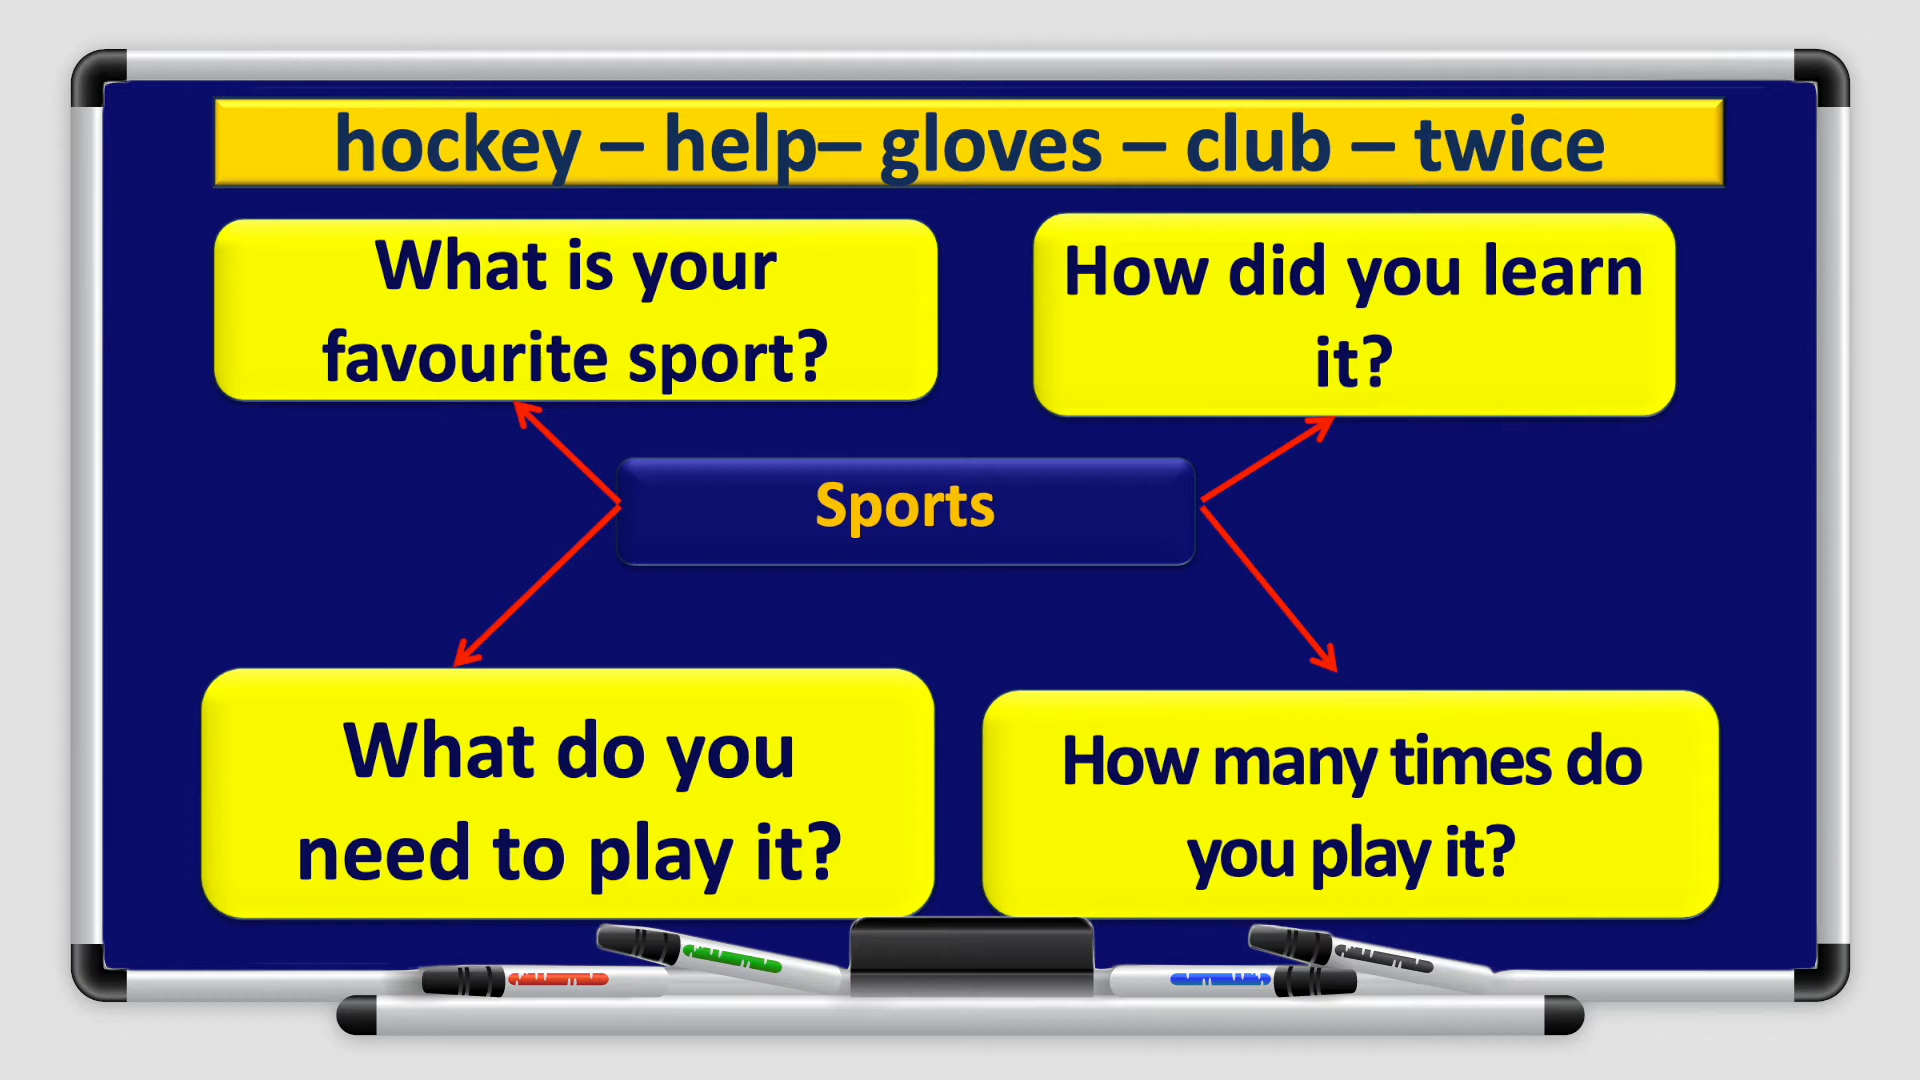 hockey – help– gloves – club – twice
What is your
favourite sport?
How did you learn
it?
Sports
What do you
need to play it?
How many times do
you play it?